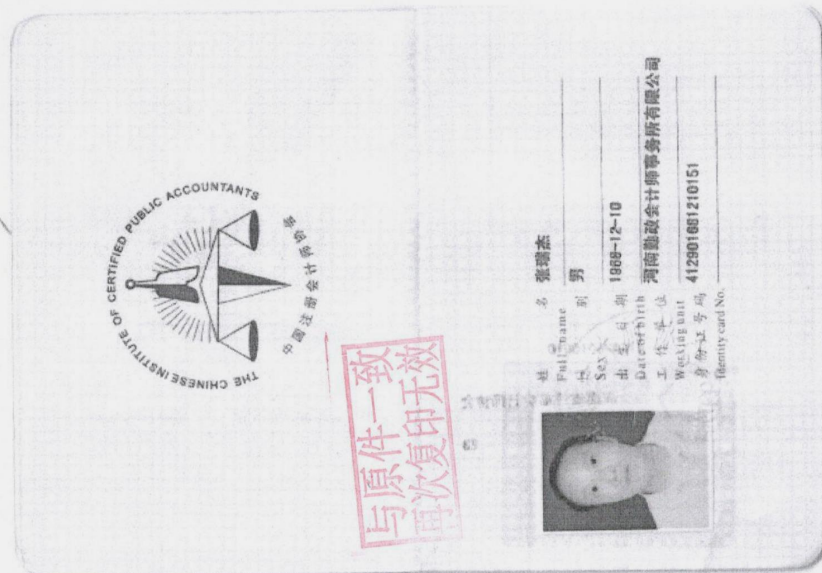 THE CHINESE INSTITUTE OF CERTIFIED PUBLIC ACCOUNTANTS
中国注册会计师协会
与原件一致
再次复印无效
姓 名 张瑞杰
Full name
性 别 男
Sex
出 生 日 期 1968-12-10
Date of birth
工 作 单 位 河南勤政会计师事务所有限公司
Working unit
身 份 证 号 码 412901681210151
Identity card No.